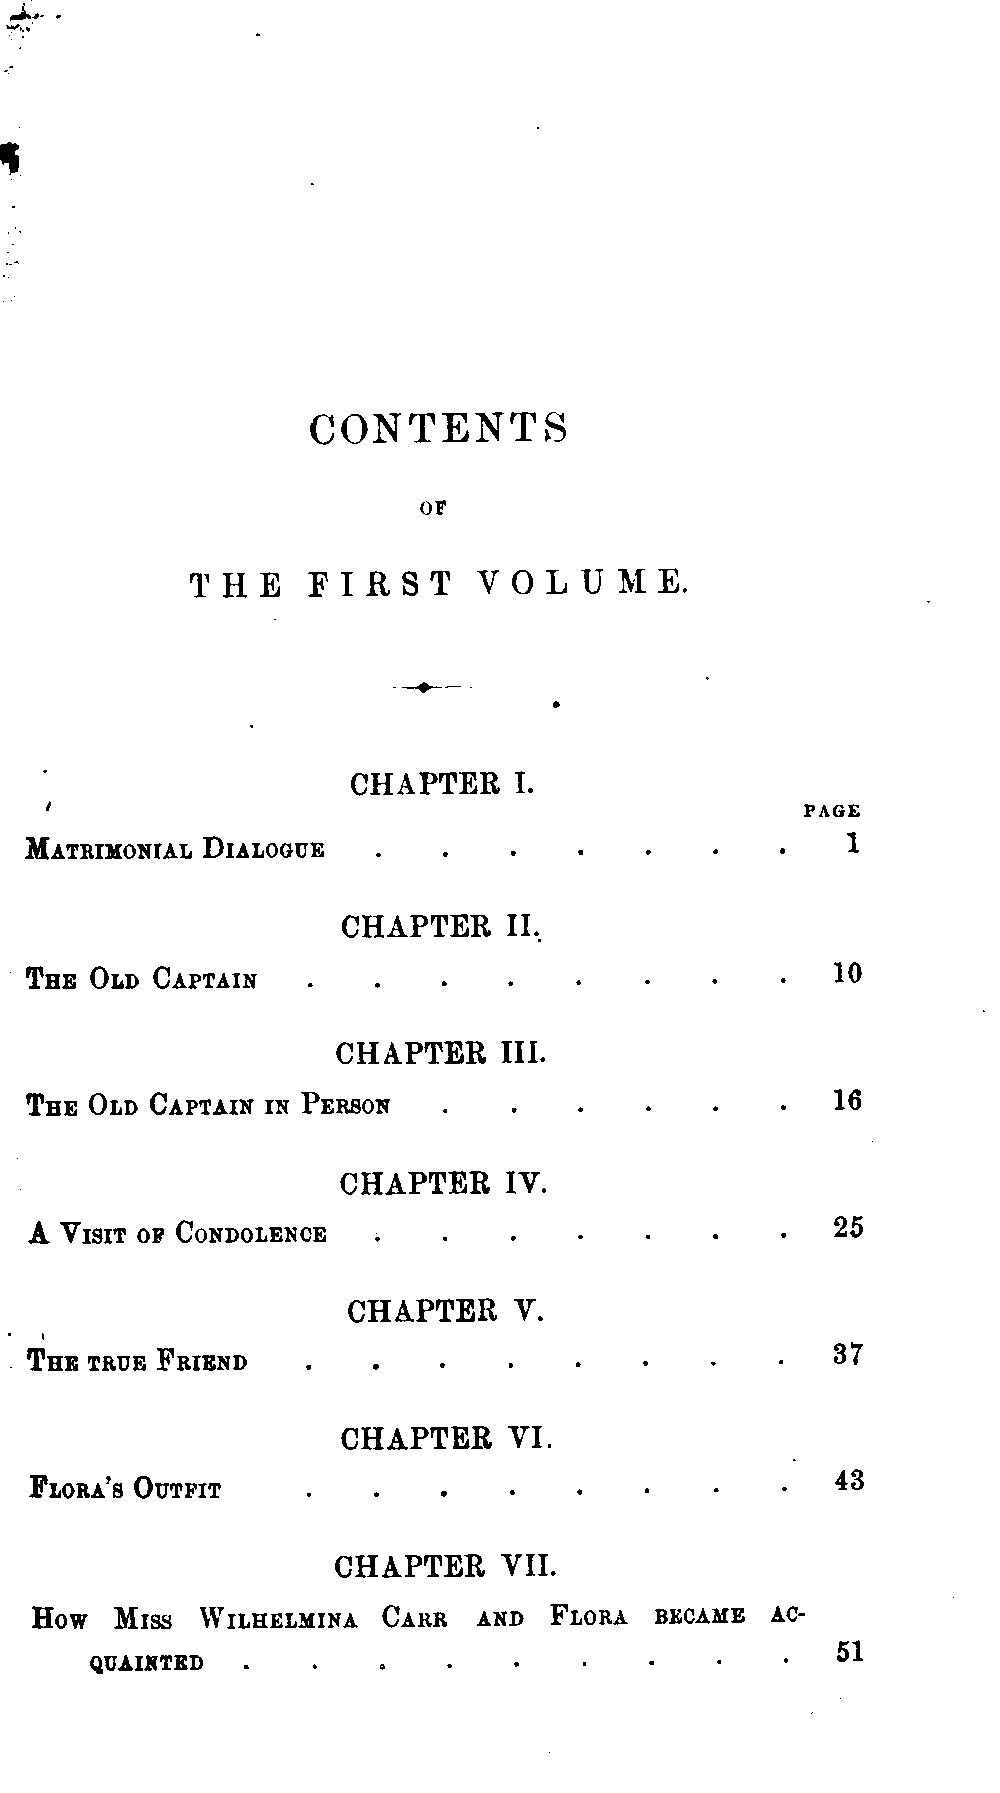 CONTENTS
OF
THE FIRST VOLUME.
CHAPTER I.
PAGE
MATRIMONIAL DIALOGUE . . . . . . . 1
CHAPTER II.
THE OLD CAPTAIN . . . . . . . . 10
CHAPTER III.
THE OLD CAPTAIN IN PERSON . . . . . . 16
CHAPTER IV.
A VISIT OF CONDOLENCE . . . . . . . 25
CHAPTER V.
THE TRUE FRIEND . . . . . . . . 37
CHAPTER VI.
FLORA'S OUTFIT . . . . . . . . 43
CHAPTER VII.
HOW MISS WILHELMINA CARR AND FLORA BECAME AC-
QUAINTED . . . . . . . . . 51